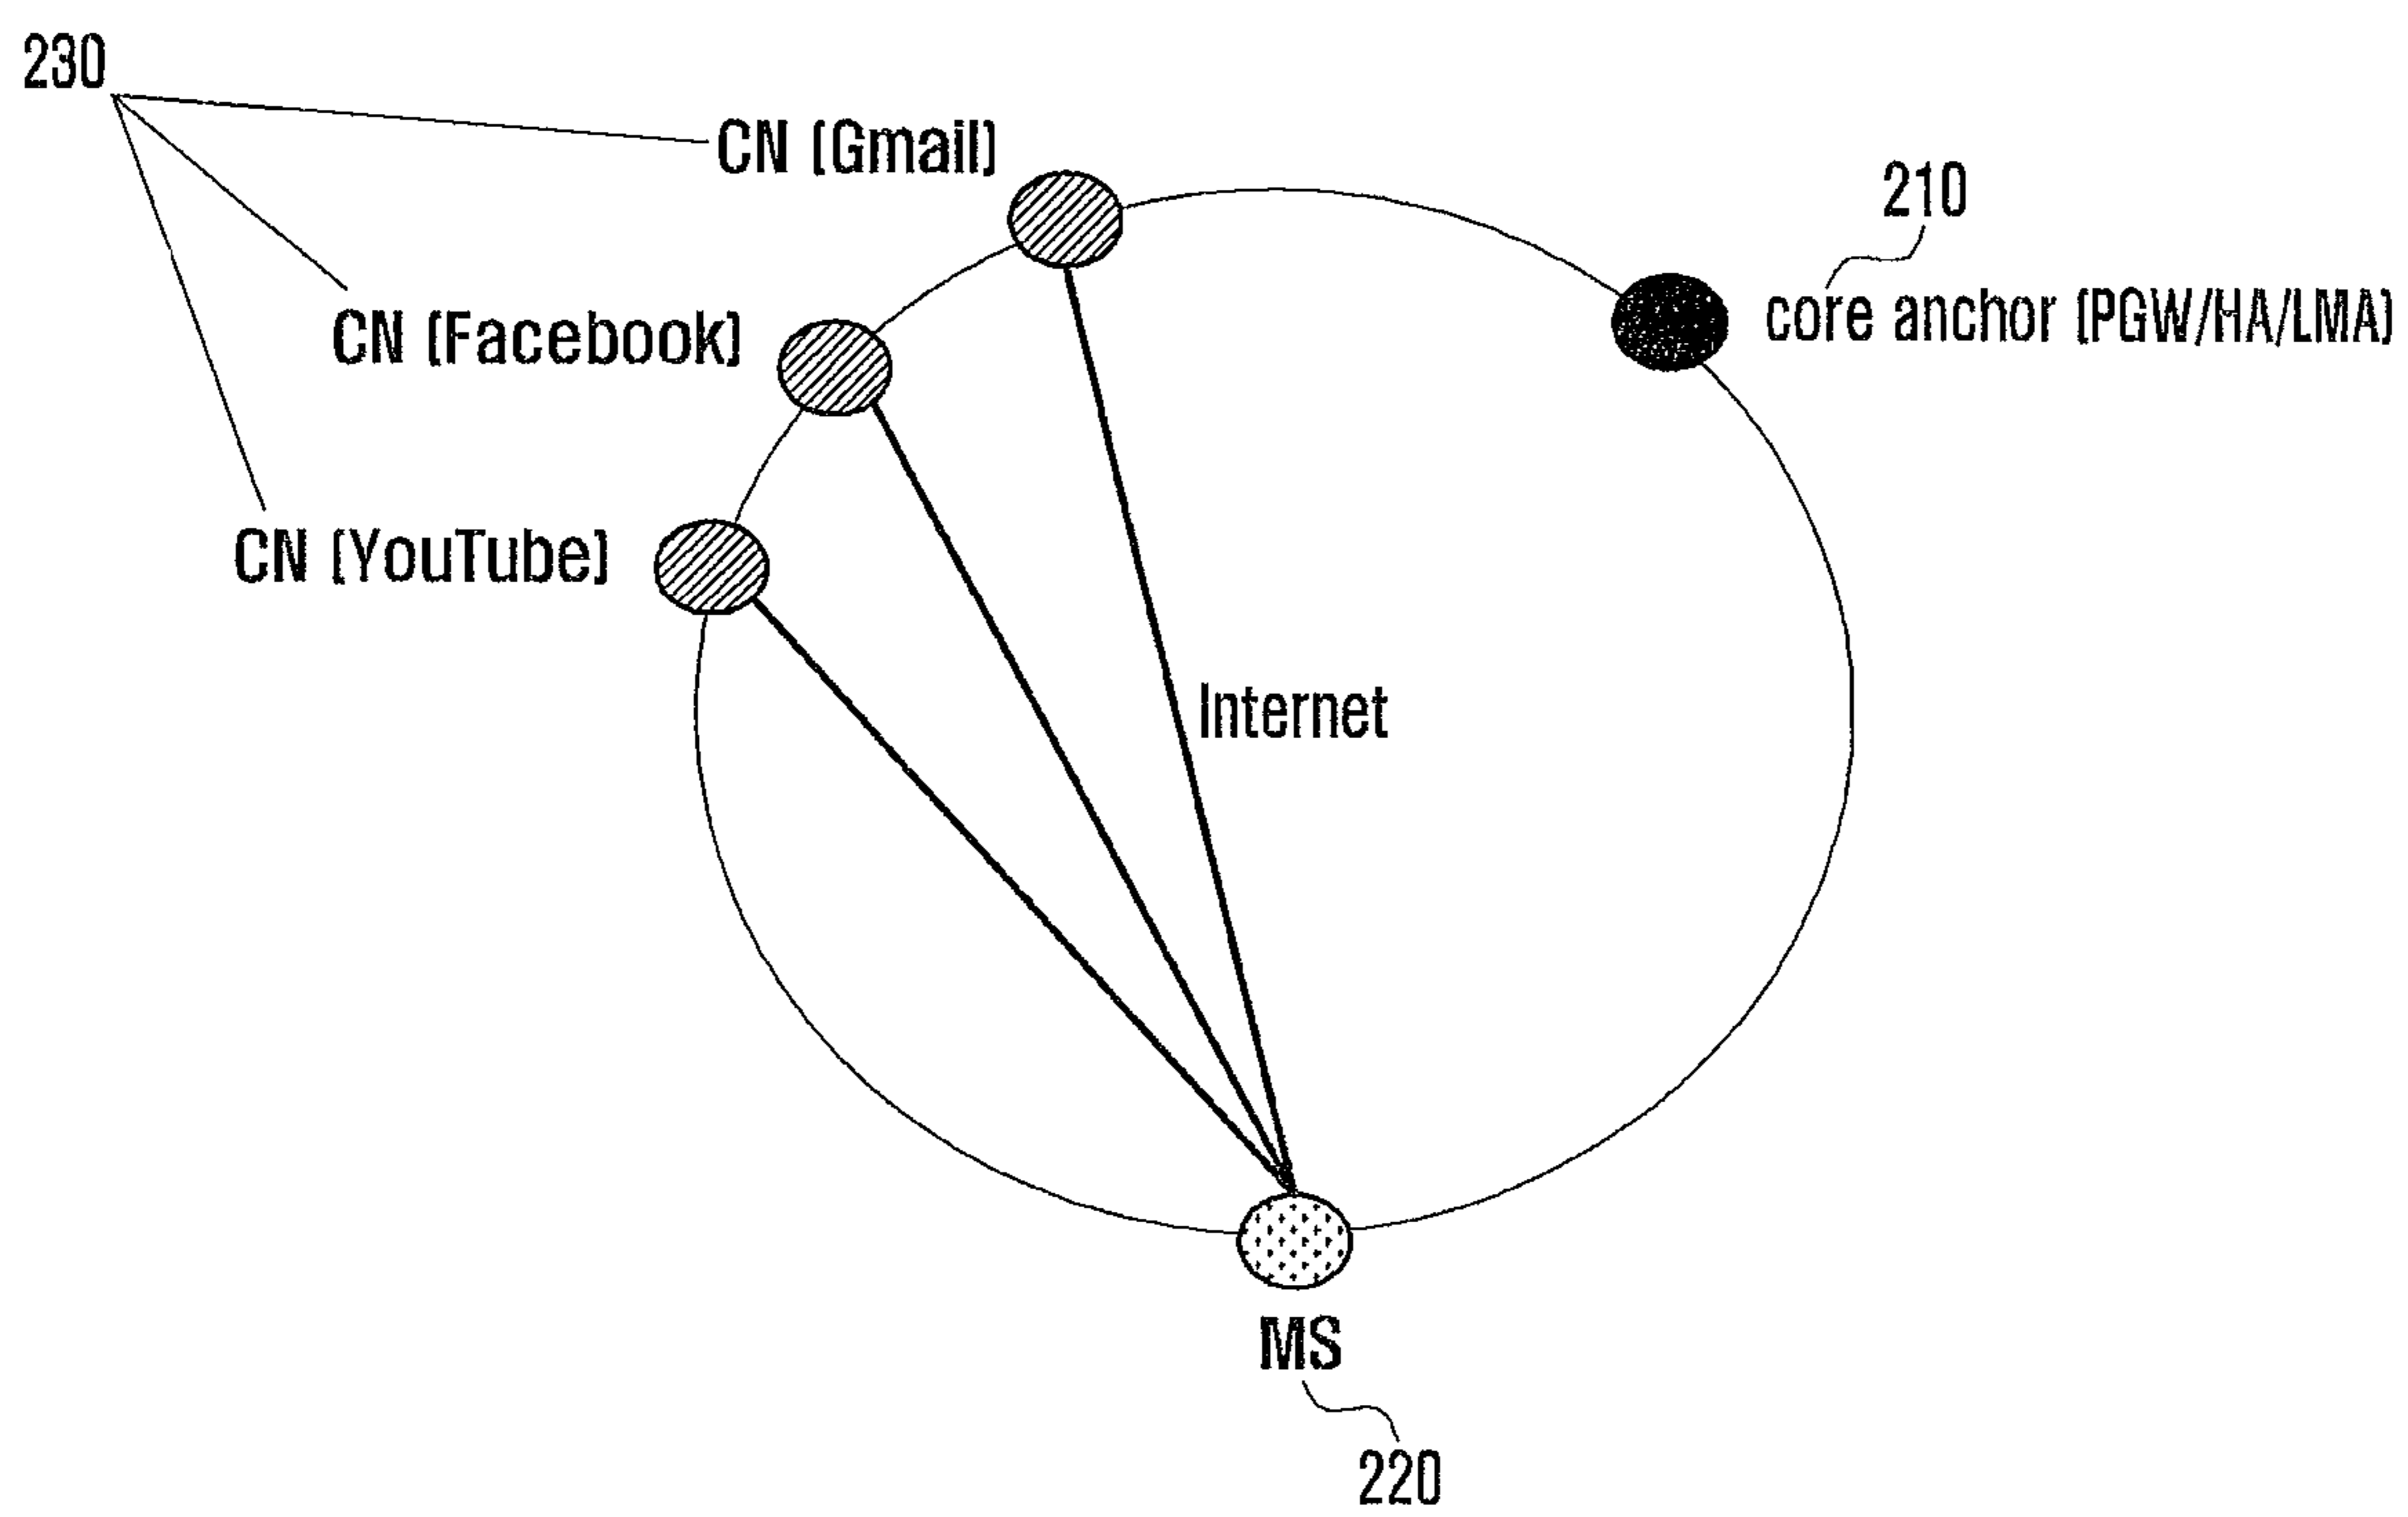 230
CN (Gmail)
210
core anchor (PGW/HA/LMA)
CN (Facebook)
CN (YouTube)
Internet
MS
220